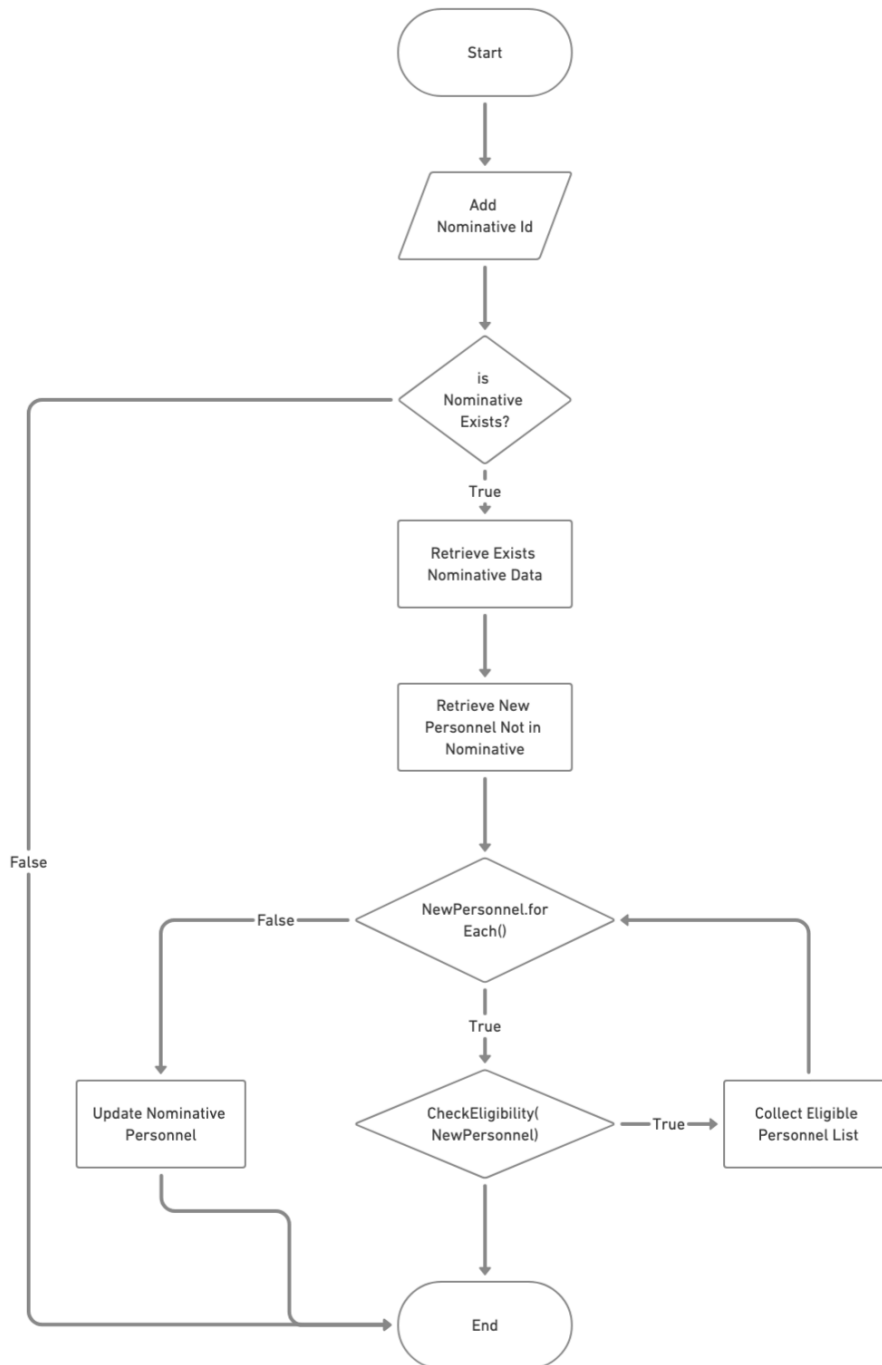 Start
Add
Nominative Id
is
Nominative
Exists?
True
Retrieve Exists
Nominative Data
Retrieve New
Personnel Not in
Nominative
False
NewPersonnel.for
Each()
False
True
Update Nominative
Personnel
CheckEligibility(
NewPersonnel)
True
Collect Eligible
Personnel List
End